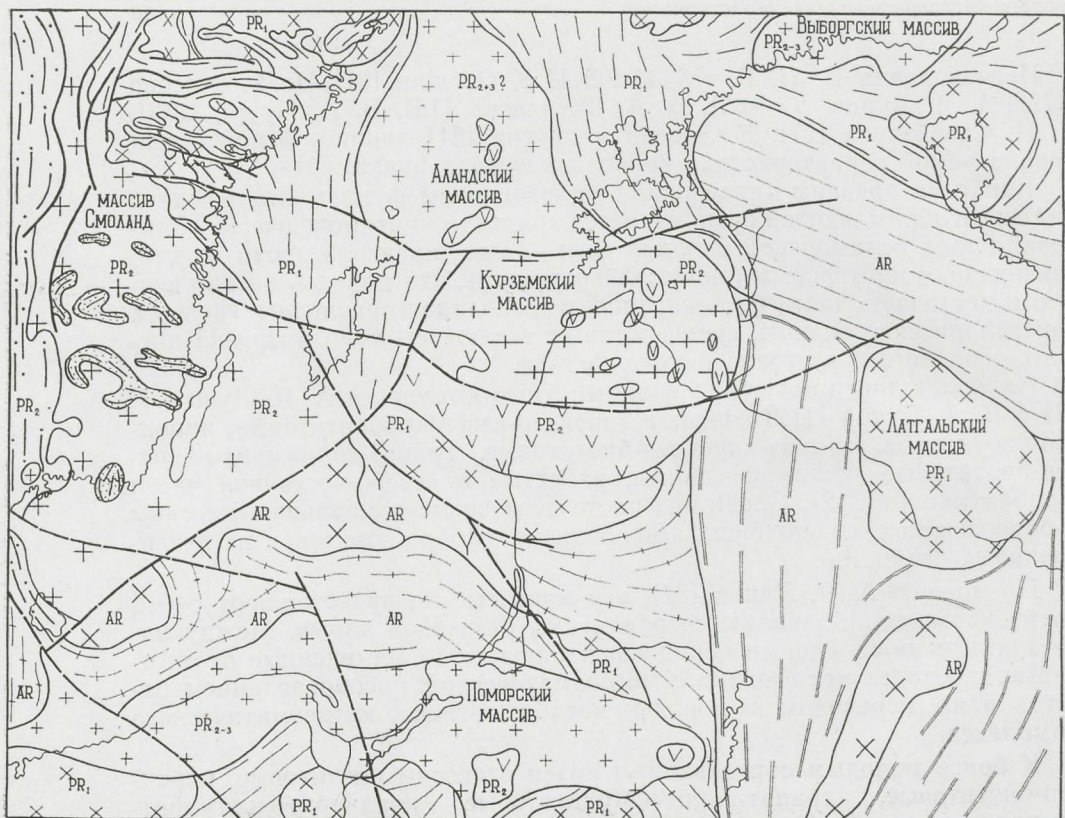 PR₁
ВЫБОРГСКИЙ МАССИВ
PR₂₋₃?
PR₂₊₃?
PR₁
PR₁
PR₁
АЛАНДСКИЙ
МАССИВ
МАССИВ
СМОЛАНД
PR₂
PR₁
КУРЗЕМСКИЙ
МАССИВ
PR₂
AR
PR₂
PR₂
PR₁
PR₂
ЛАТГАЛЬСКИЙ
МАССИВ
PR₁
AR
AR
AR
AR
AR
AR
AR
AR
PR₁
ПОМОРСКИЙ
МАССИВ
PR₂₋₃
PR₁
PR₁
PR₂
PR₁